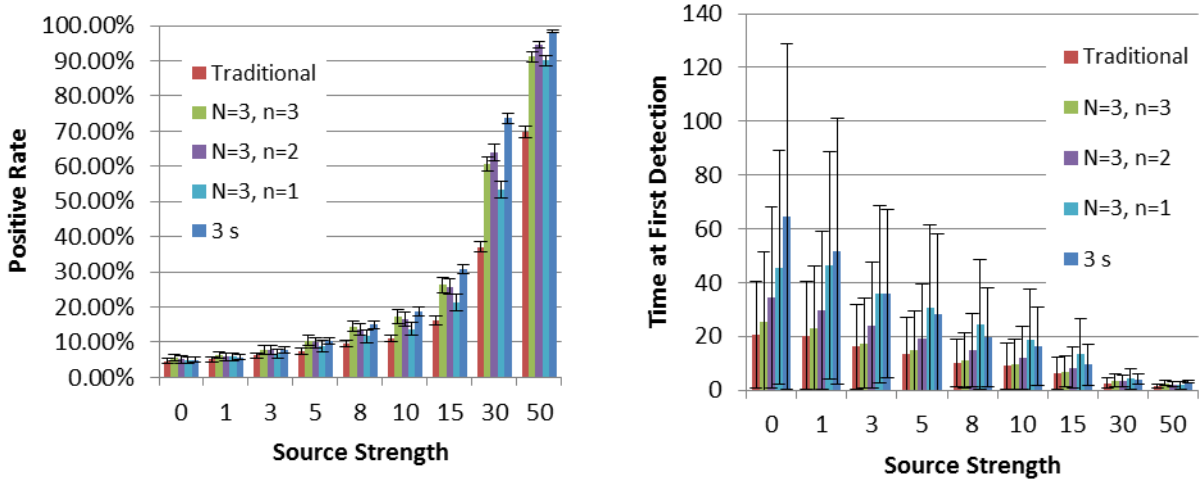 100.00%
90.00%
80.00%
70.00%
60.00%
50.00%
40.00%
30.00%
20.00%
10.00%
0.00%
Positive Rate
Traditional
N=3, n=3
N=3, n=2
N=3, n=1
3 s
0 1 3 5 8 10 15 30 50
Source Strength
140
120
100
80
60
40
20
0
Time at First Detection
Traditional
N=3, n=3
N=3, n=2
N=3, n=1
3 s
0 1 3 5 8 10 15 30 50
Source Strength